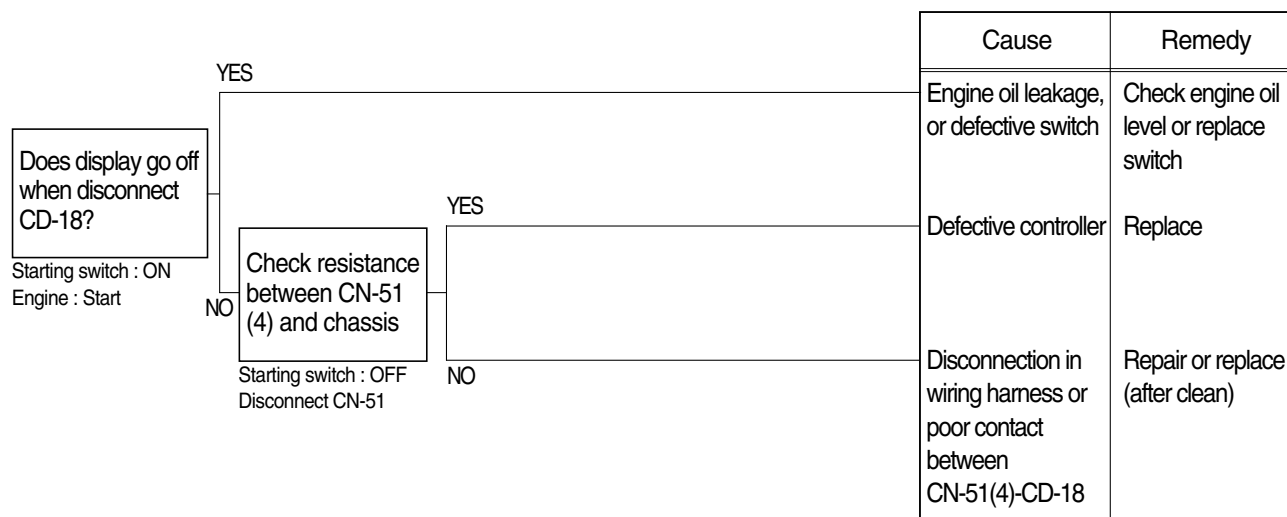 Cause
Remedy
YES
Engine oil leakage,
or defective switch
Check engine oil
level or replace
switch
Does display go off
when disconnect
CD-18?
Starting switch : ON
Engine : Start
YES
Defective controller
Replace
NO
Check resistance
between CN-51
(4) and chassis
Starting switch : OFF
Disconnect CN-51
NO
Disconnection in
wiring harness or
poor contact
between
CN-51(4)-CD-18
Repair or replace
(after clean)